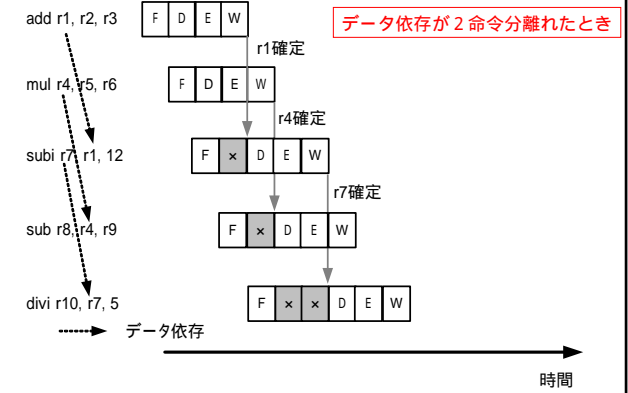 add r1, r2, r3 F D E W データ依存が2命令分離れたとき
r1確定
mul r4, r5, r6 F D E W
r4確定
subi r7, r1, 12 F × D E W
r7確定
sub r8, r4, r9 F × D E W
divi r10, r7, 5 F × × D E W
データ依存
時間